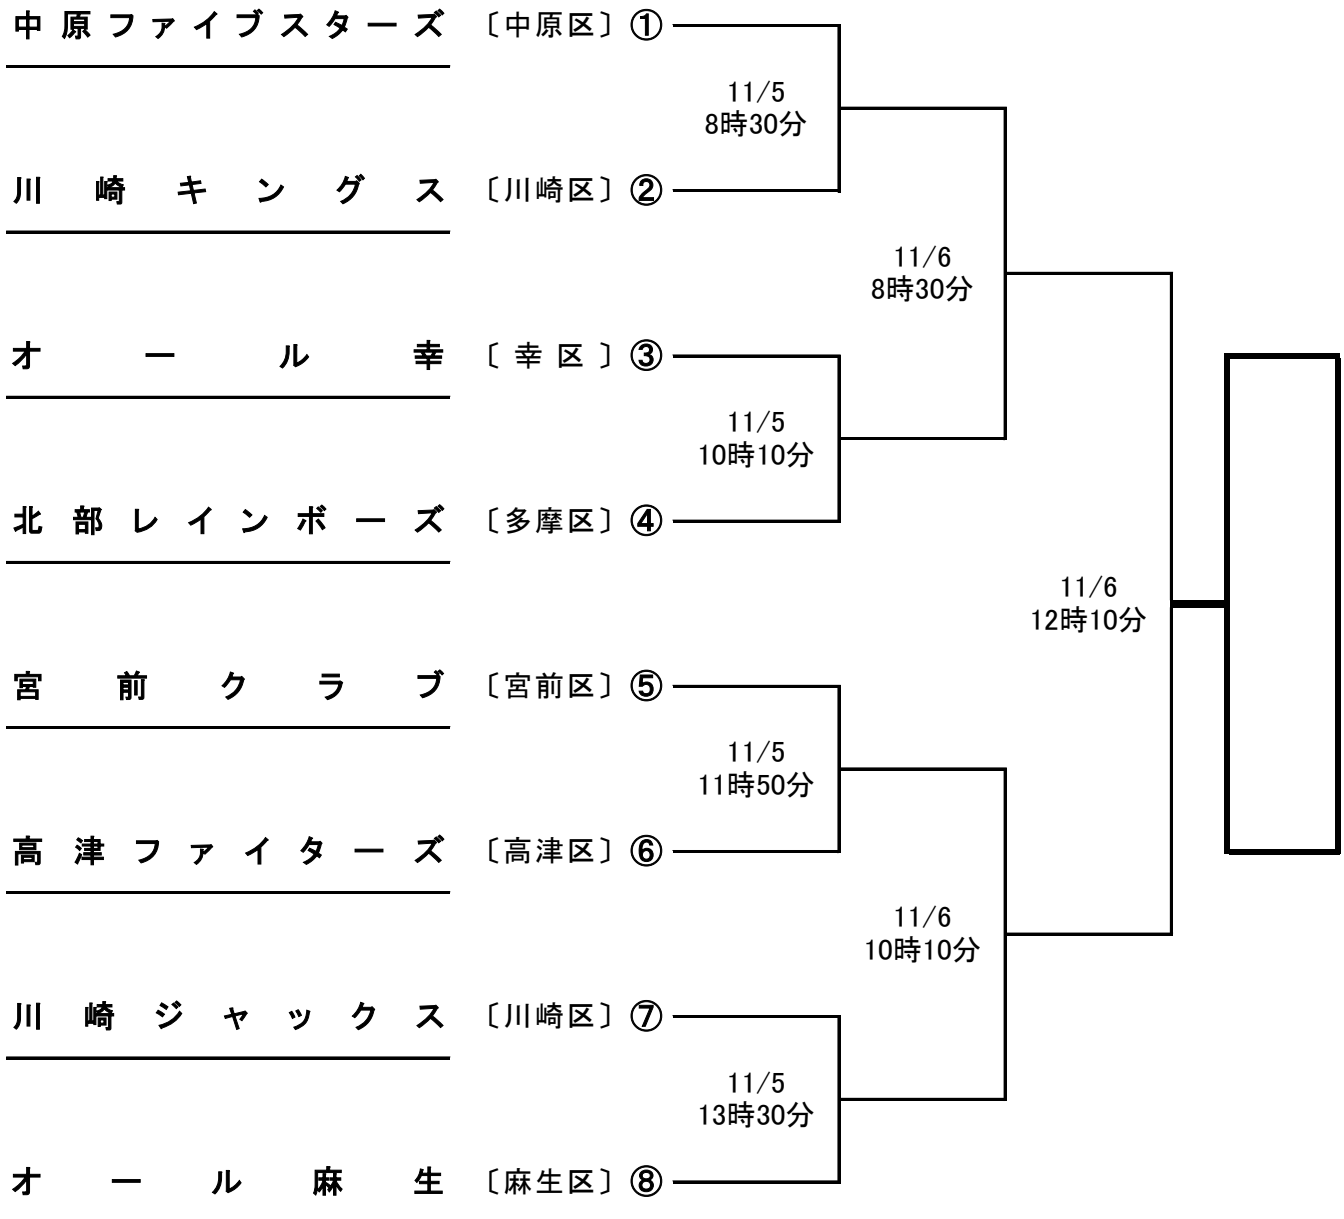 中原ファイブスターズ 〔中原区〕 ①
11/5
8時30分
川崎キングス 〔川崎区〕 ②
11/6
8時30分
オール幸 〔幸区〕 ③
11/5
10時10分
北部レインボーズ 〔多摩区〕 ④
11/6
12時10分
宮前クラブ 〔宮前区〕 ⑤
11/5
11時50分
高津ファイターズ 〔高津区〕 ⑥
11/6
10時10分
川崎ジャックス 〔川崎区〕 ⑦
11/5
13時30分
オール麻生 〔麻生区〕 ⑧